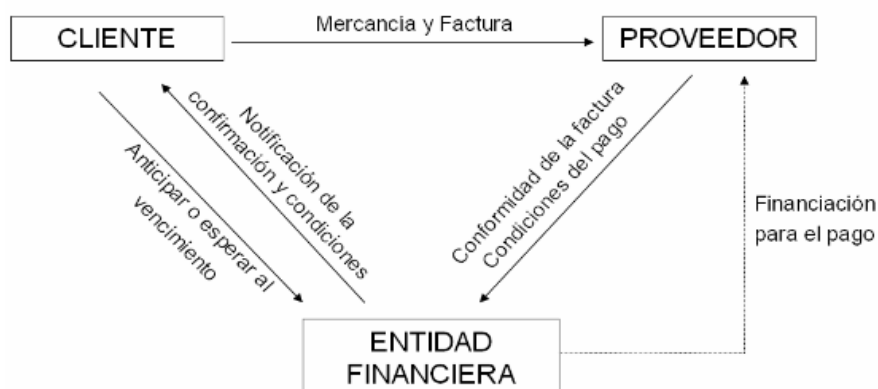 Mercancía y Factura
CLIENTE
PROVEEDOR
Notificación de la
confirmación y condiciones
Anticipar o esperar al
vencimiento
Conformidad de la factura
Condiciones del pago
Financiación
para el pago
ENTIDAD
FINANCIERA